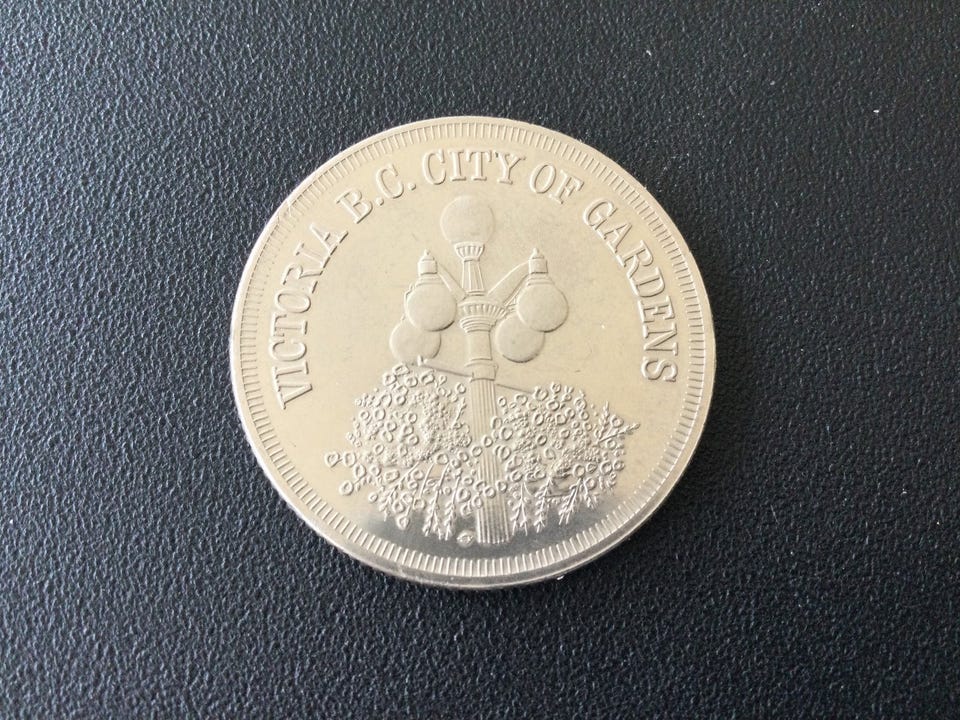 VICTORIA B.C. CITY OF GARDENS